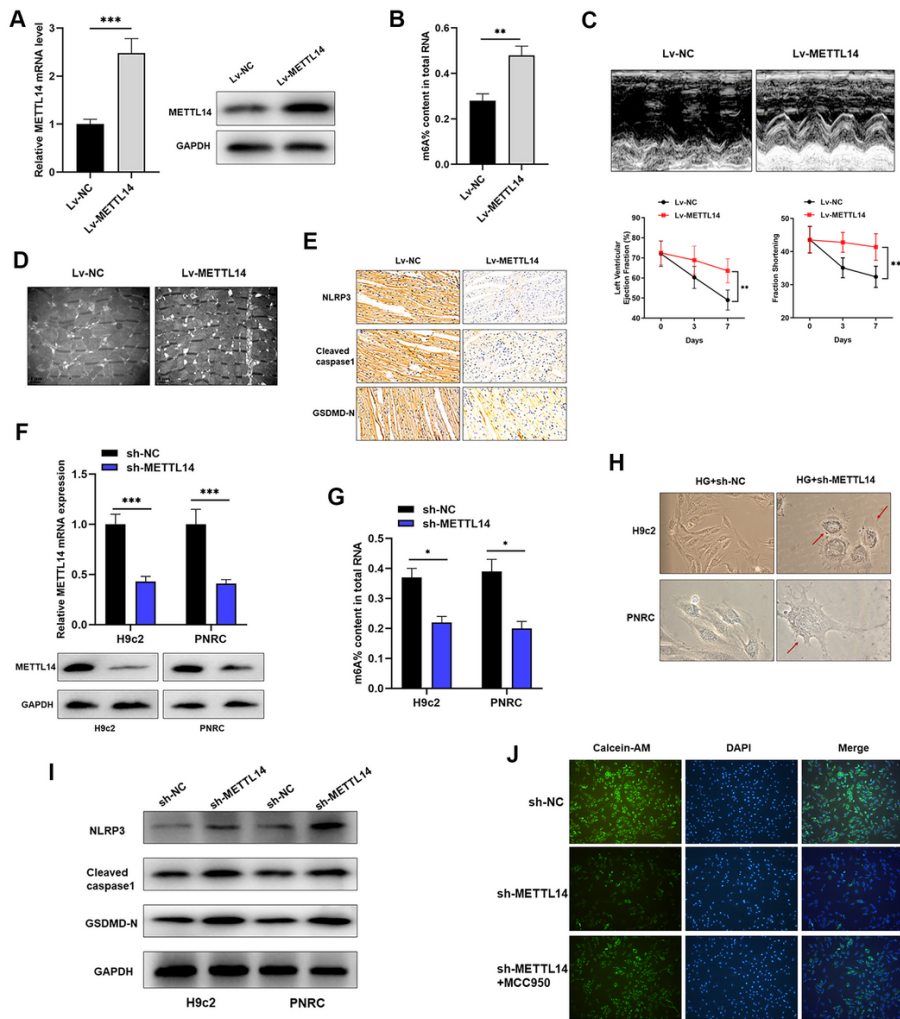 A
Relative METTL14 mRNA level
3
2
1
0
***
Lv-NC
Lv-METTL14
Lv-NC
Lv-METTL14
METTL14
GAPDH
B
m6A% content in total RNA
0.6
0.4
0.2
0.0
**
Lv-NC
Lv-METTL14
C
Lv-NC
Lv-METTL14
Lv-NC
Lv-METTL14
Left Ventricular
Ejection Fraction (%)
80
60
40
0
3
7
Days
**
Lv-NC
Lv-METTL14
Fraction Shortening
50
40
30
20
0
3
7
Days
**
D
Lv-NC
Lv-METTL14
E
Lv-NC
Lv-METTL14
NLRP3
Cleaved
caspase1
GSDMD-N
F
sh-NC
sh-METTL14
Relative METTL14 mRNA expression
1.5
1.0
0.5
0.0
***
***
H9c2
PNRC
METTL14
GAPDH
H9c2
PNRC
G
sh-NC
sh-METTL14
m6A% content in total RNA
0.6
0.4
0.2
0.0
*
*
H9c2
PNRC
H
HG+sh-NC
HG+sh-METTL14
H9c2
PNRC
I
sh-NC
sh-METTL14
sh-NC
sh-METTL14
NLRP3
Cleaved
caspase1
GSDMD-N
GAPDH
H9c2
PNRC
J
Calcein-AM
DAPI
Merge
sh-NC
sh-METTL14
sh-METTL14
+MCC950